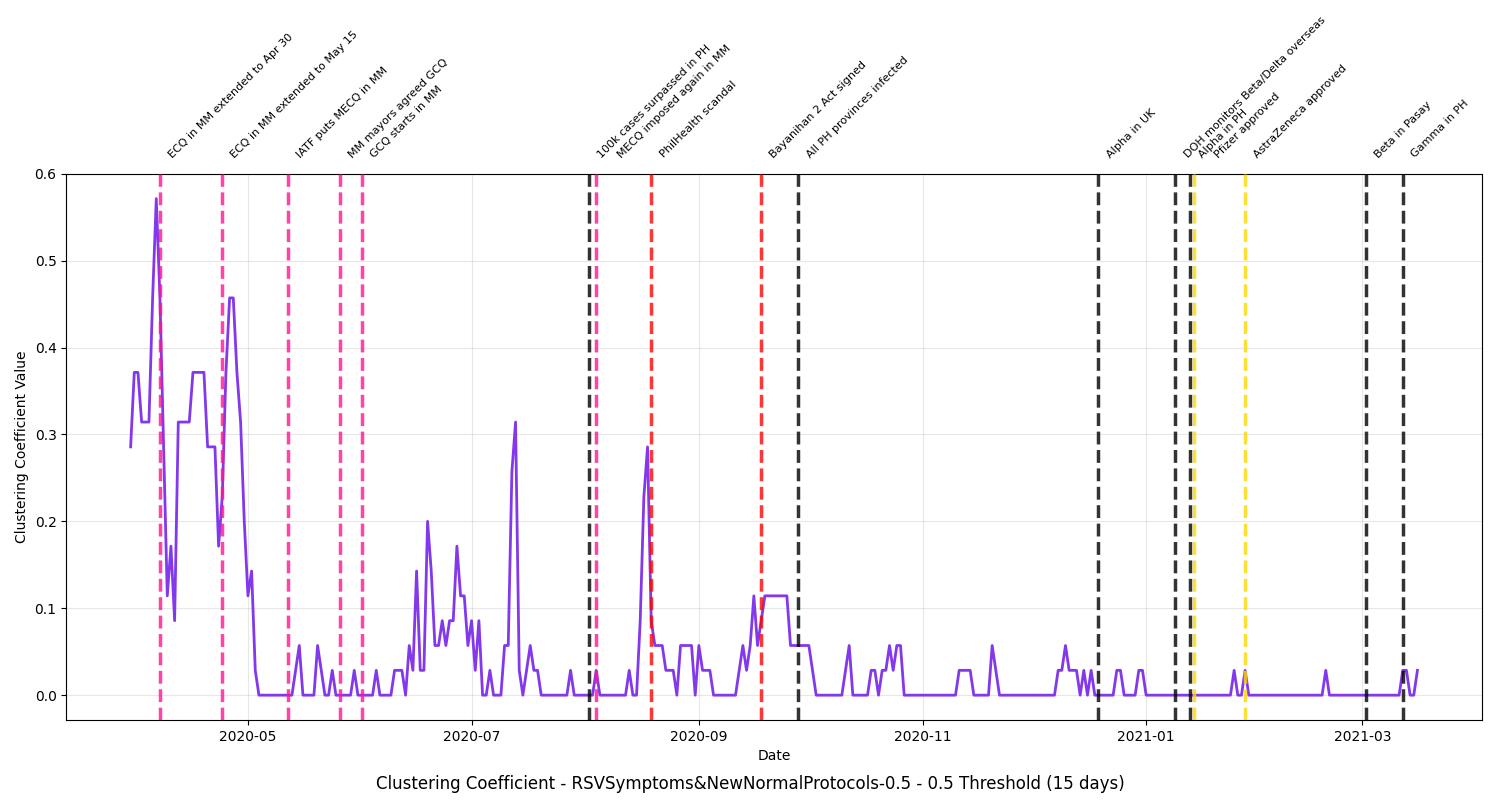 ECQ in MM extended to Apr 30
ECQ in MM extended to May 15
IATF puts MECQ in MM
MM mayors agreed GCQ
GCQ starts in MM
100k cases surpassed in PH
MECQ imposed again in MM
PhilHealth scandal
Bayanihan 2 Act signed
All PH provinces infected
Alpha in UK
DOH monitors Beta/Delta overseas
Alpha in PH
Pfizer approved
AstraZeneca approved
Beta in Pasay
Gamma in PH
0.6
0.5
0.4
0.3
0.2
0.1
0.0
Clustering Coefficient Value
2020-05
2020-07
2020-09
2020-11
2021-01
2021-03
Date
Clustering Coefficient - RSVSymptoms&NewNormalProtocols-0.5 - 0.5 Threshold (15 days)